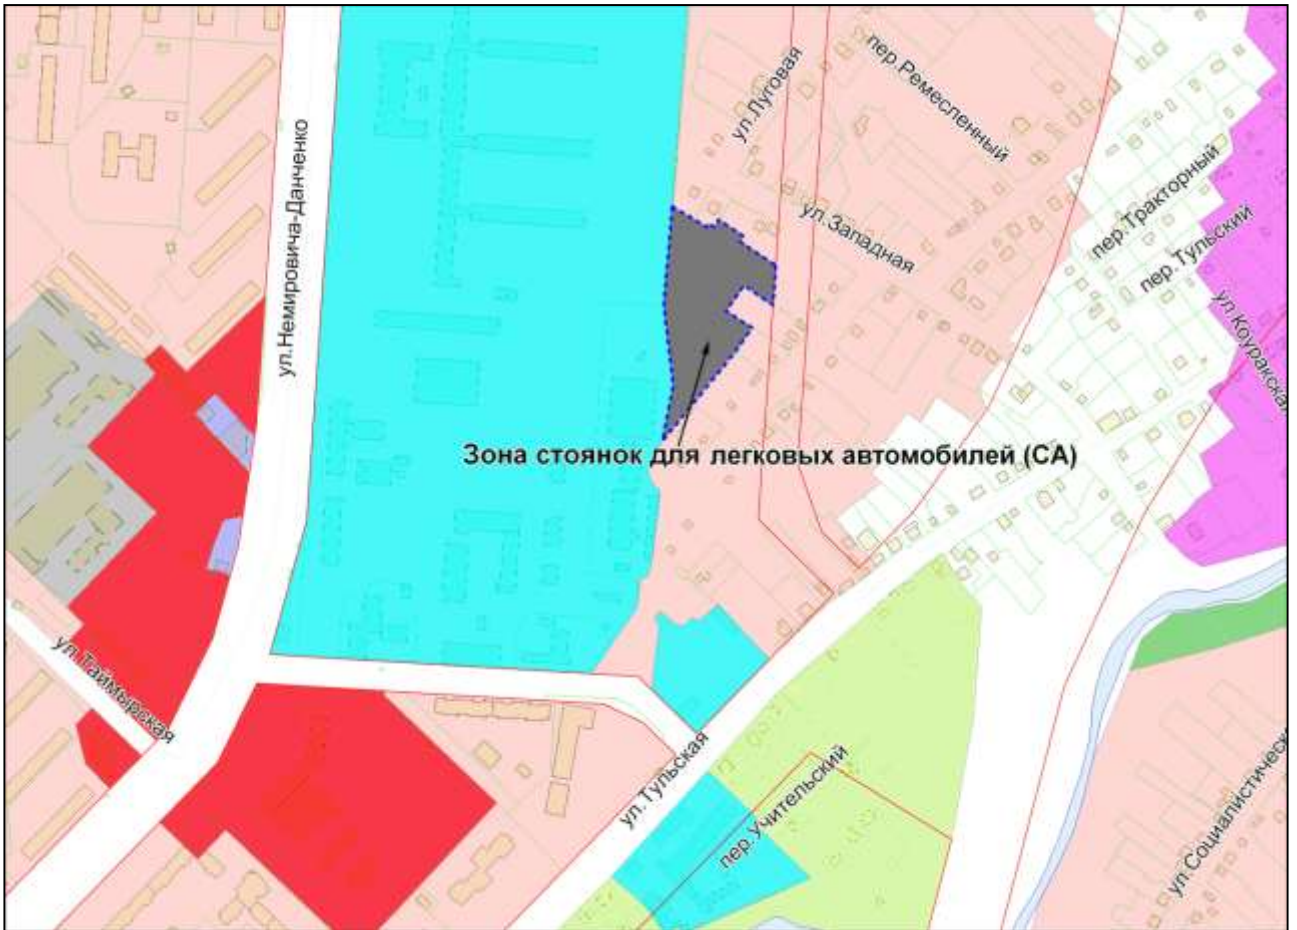 пер.Ремесленный
ул.Луговая
ул.Немировича-Данченко
пер.Тракторный
ул.Западная
пер.Тульский
ул.Коуракская
Зона стоянок для легковых автомобилей (СА)
ул.Таймырская
ул.Тульская
пер.Учительский
ул.Социалистическ